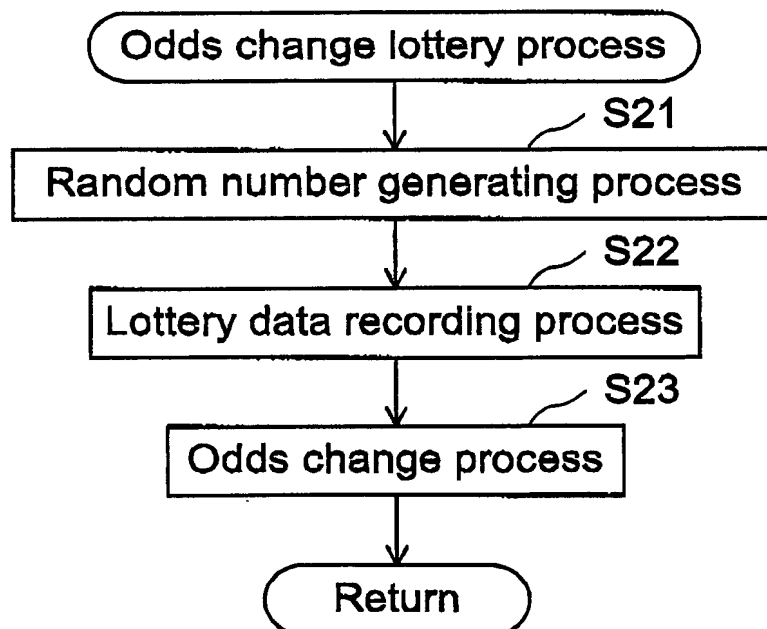 Odds change lottery process
S21
Random number generating process
S22
Lottery data recording process
S23
Odds change process
Return